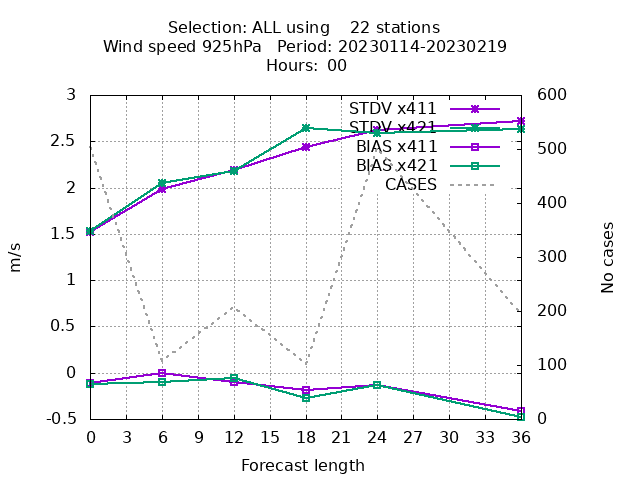 Selection: ALL using    22 stations
Wind speed 925hPa   Period: 20230114-20230219
Hours: 00
3
2.5
2
1.5
1
0.5
0
-0.5
m/s
STDV x411
STDV x421
BIAS x411
BIAS x421
CASES
600
500
400
300
200
100
0
No cases
0 3 6 9 12 15 18 21 24 27 30 33 36
Forecast length